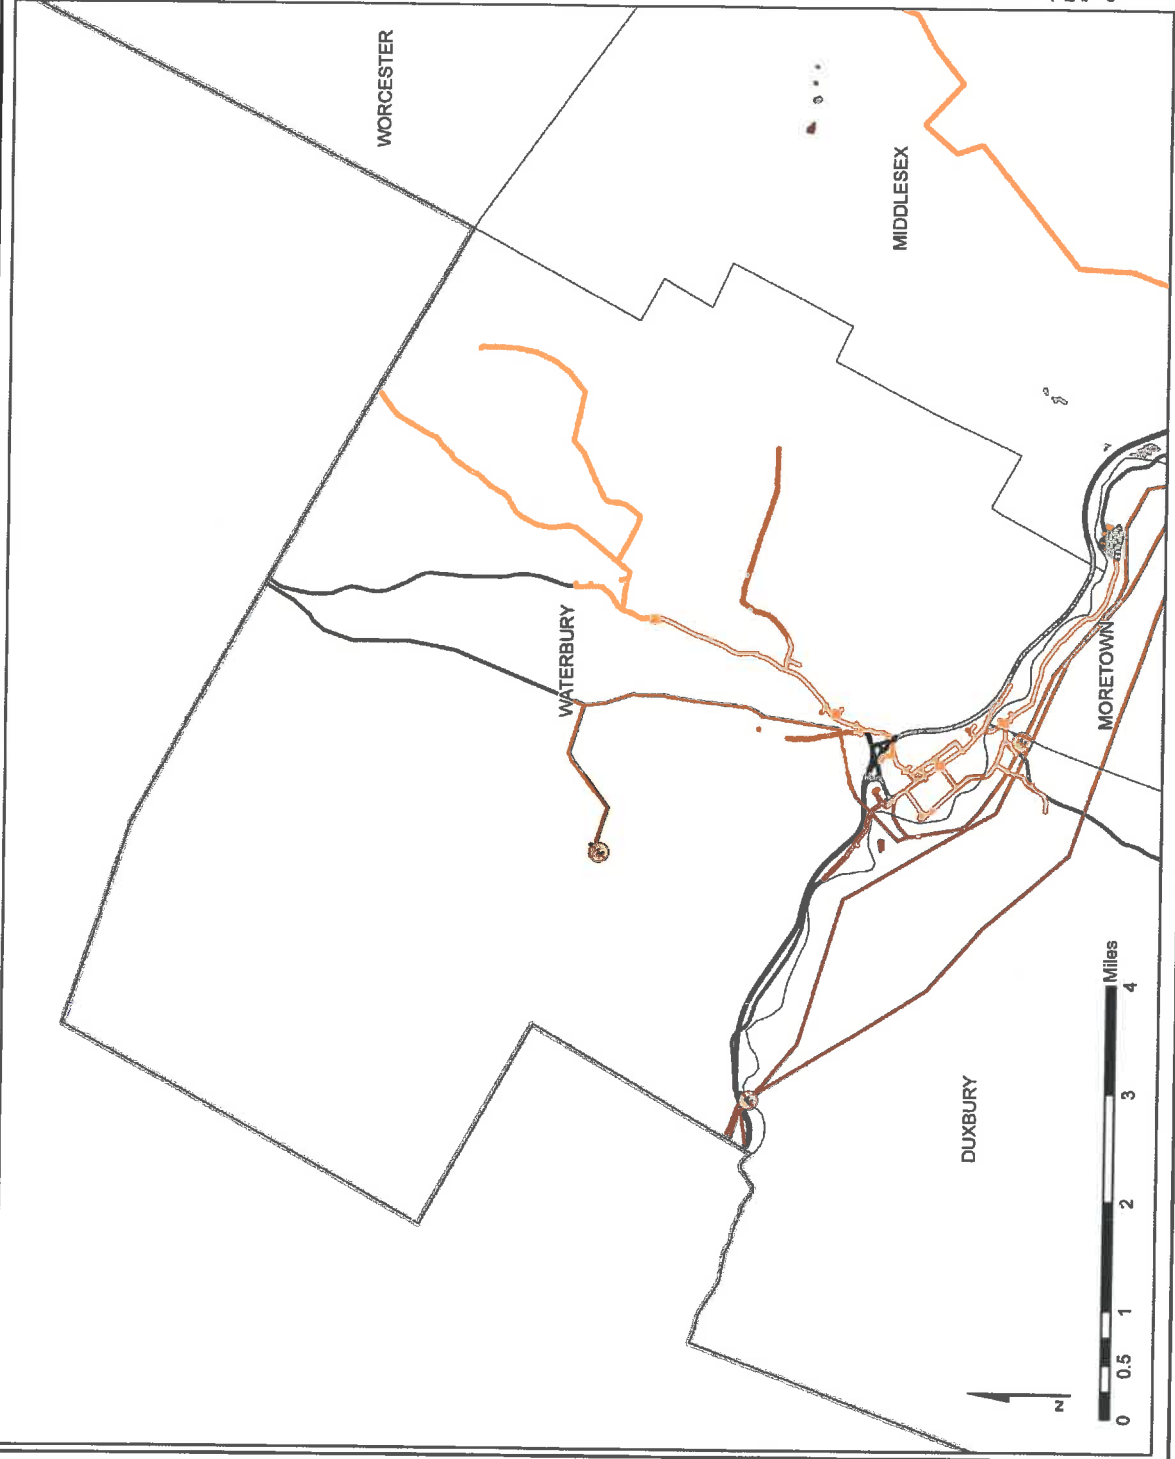 WORCESTER
MIDDLESEX
WATERBURY
MORETOWN
DUXBURY
Miles
0 0.5 1 2 3 4
N